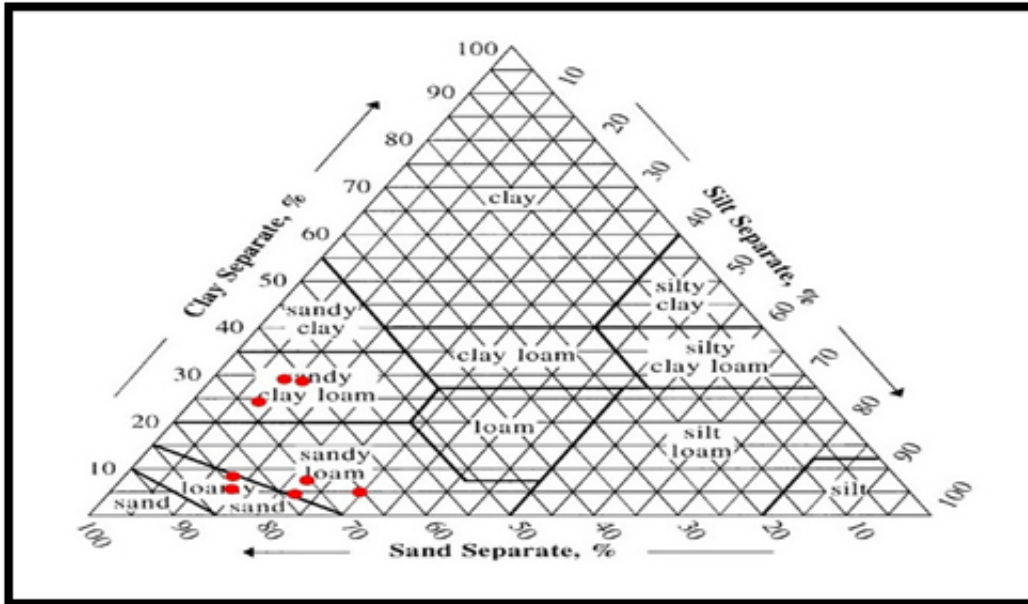 100
90
80
70
60
50
40
30
20
10
Clay Separate, %
10
20
30
40
50
60
70
80
90
100
Silt Separate, %
clay
sandy
clay
silty
clay
clay loam
silty
clay loam
sandy
clay loam
loam
silt
loam
sandy
loam
loamy
sand
sand
silt
100
90
80
70
60
50
40
30
20
10
Sand Separate, %